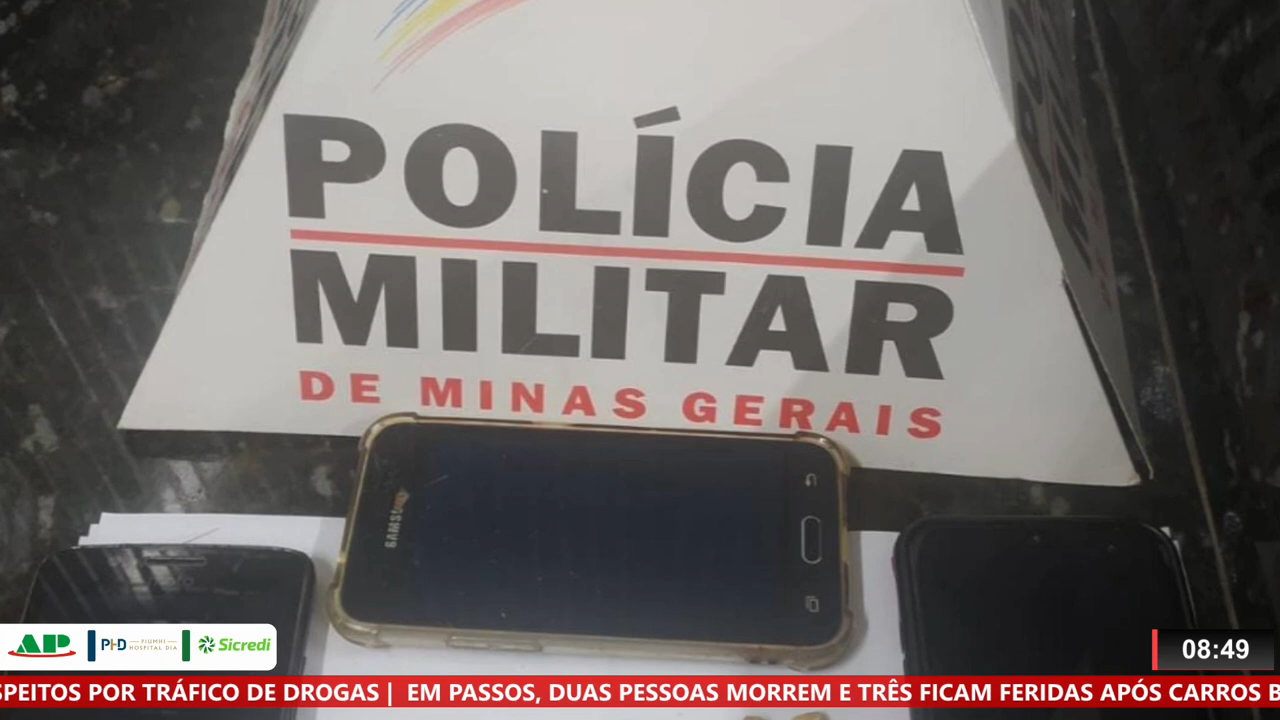 POLÍCIA
MILITAR
DE MINAS GERAIS
SAMSUNG
AP
PHD
PIUMHI
HOSPITAL DIA
Sicredi
08:49
SPEITOS POR TRÁFICO DE DROGAS | EM PASSOS, DUAS PESSOAS MORREM E TRÊS FICAM FERIDAS APÓS CARROS B